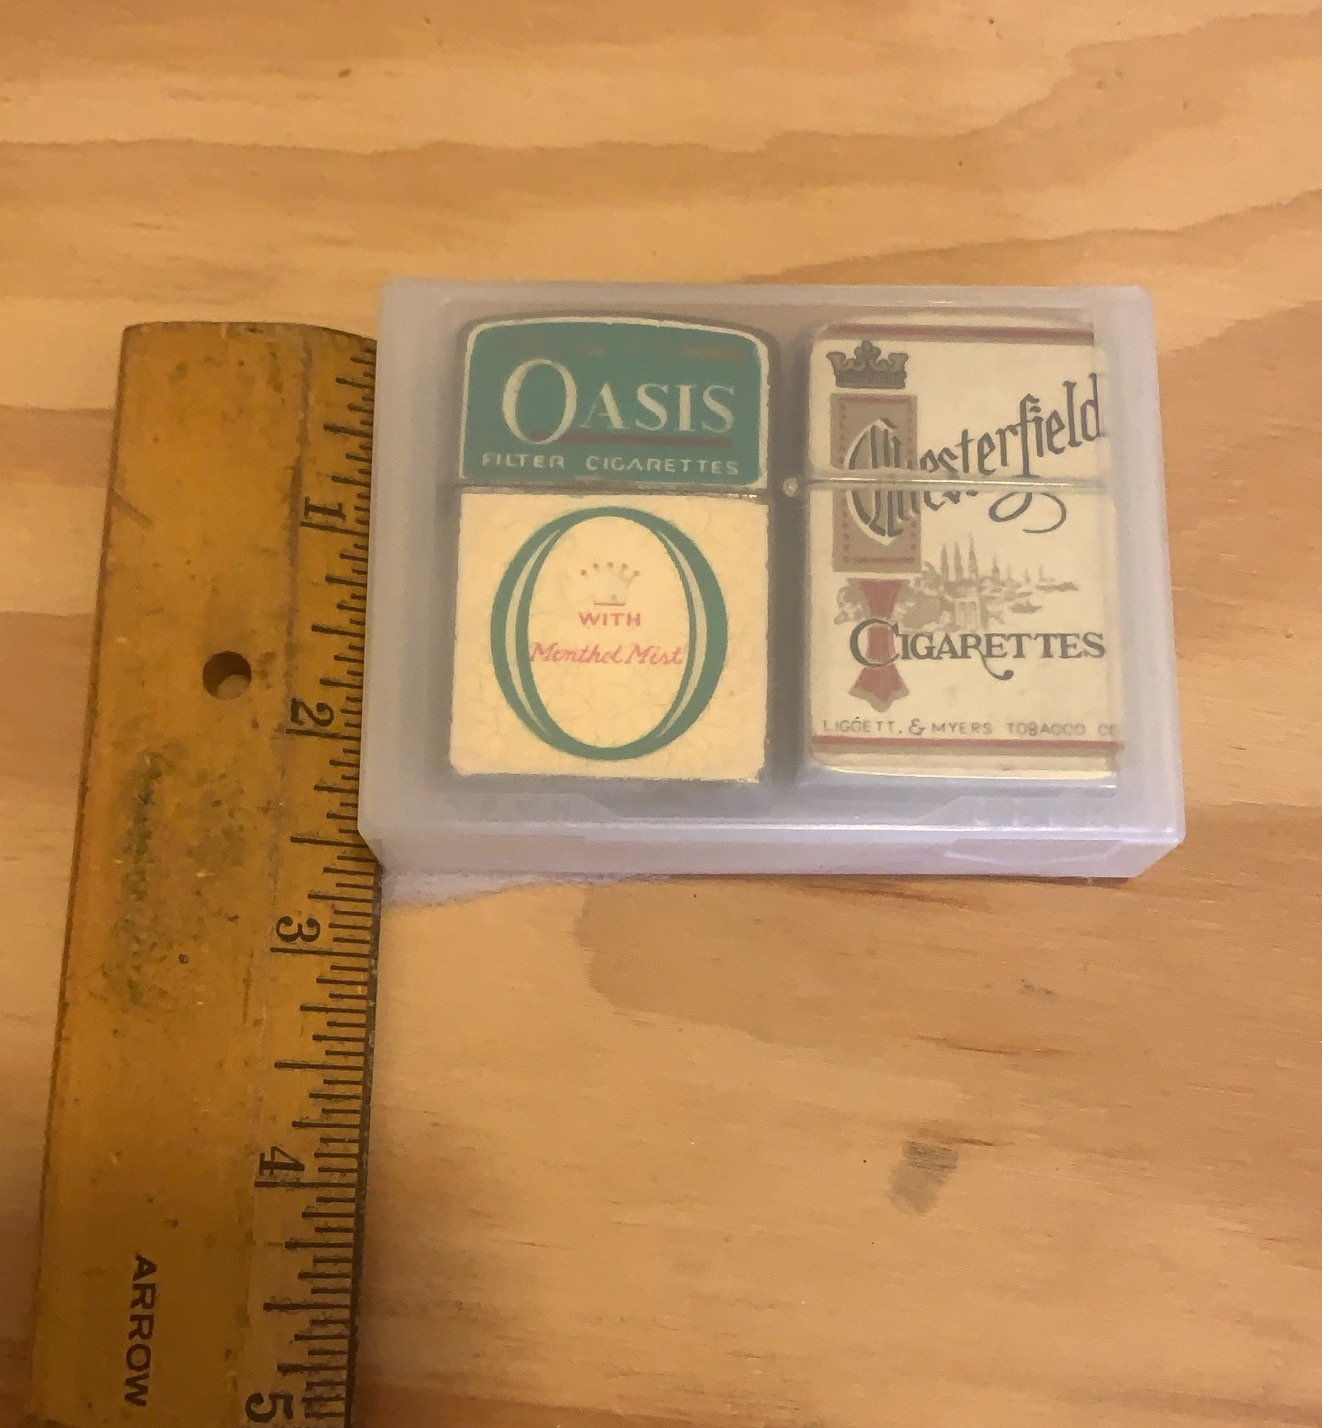 OASIS
FILTER CIGARETTES
WITH
Menthol Mist
Chesterfield
CIGARETTES
LIGGETT & MYERS TOBACCO CO
1
2
3
4
5
ARROW